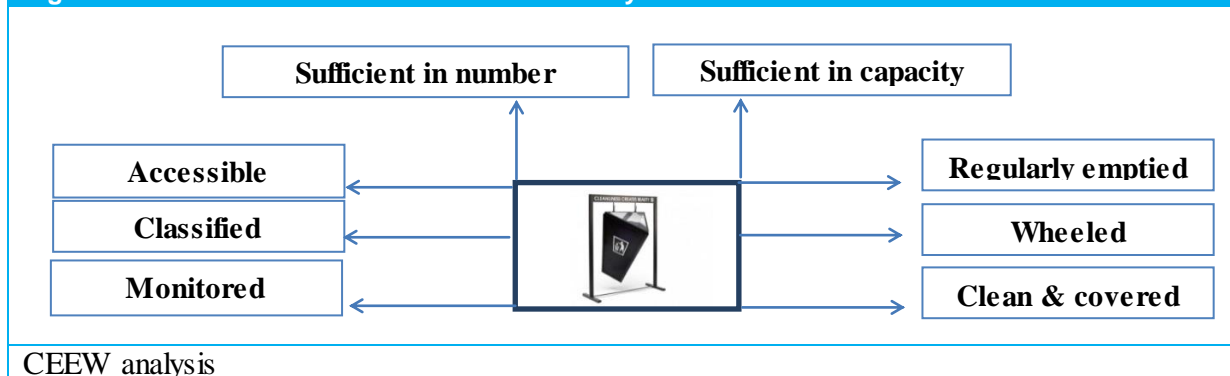 Sufficient in number
Sufficient in capacity
Accessible
Classified
Monitored
Regularly emptied
Wheeled
Clean & covered
CEEW analysis